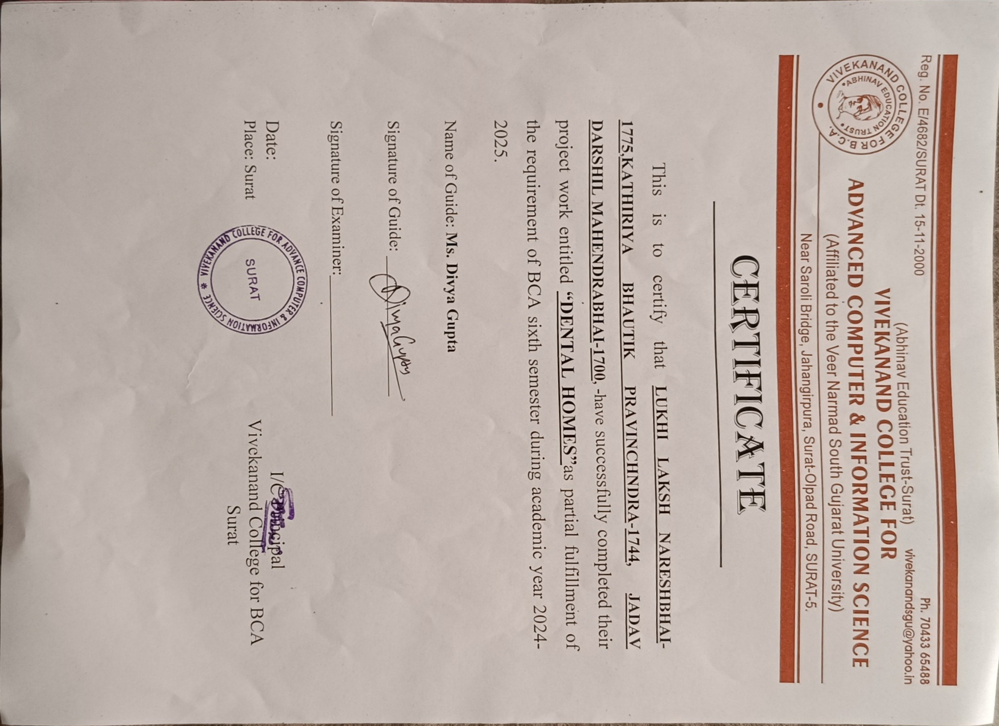 Reg. No. E/4682/SURAT Dt. 15-11-2000
Ph. 70433 65488
(Abhinav Education Trust-Surat)
vivekanandsgu@yahoo.in
VIVEKANAND COLLEGE FOR
ADVANCED COMPUTER & INFORMATION SCIENCE
(Affiliated to the Veer Narmad South Gujarat University)
Near Saroli Bridge, Jahangirpura, Surat-Olpad Road, SURAT-5.
VIVEKANAND COLLEGE FOR B.C.A.
ABHINAV EDUCATION TRUST
CERTIFICATE
This is to certify that LUKHI LAKSH NARESHBHAI-
1775,KATHIRIYA BHAUTIK PRAVINCHNDRA-1744, JADAV
DARSHIL MAHENDRABHAI-1700, -have successfully completed their
project work entitled “DENTAL HOMES”as partial fulfillment of
the requirement of BCA sixth semester during academic year 2024-
2025.
Name of Guide: Ms. Divya Gupta
Signature of Guide: Divya Gupta
Signature of Examiner:
Date:
Place: Surat
VIVEKANAND COLLEGE FOR ADVANCE COMPUTER & INFORMATION SCIENCE *
SURAT
I/C Principal
Vivekanand College for BCA
Surat